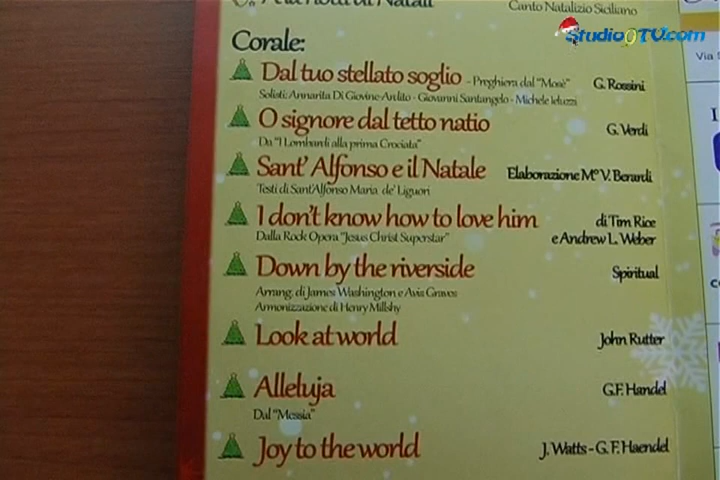 Canto Natalizio Siciliano
Studio9TV.com
Via
Corale:
Dal tuo stellato soglio - Preghiera dal "Mosè" G. Rossini
Solisti: Annarita Di Giovine-Ardito - Giovanni Santangelo - Michele Ieluzzi
O signore dal tetto natio G. Verdi
Da "I Lombardi alla prima Crociata"
Sant' Alfonso e il Natale Elaborazione M° V. Berardi
Testi di Sant'Alfonso Maria de' Liguori
I don't know how to love him di Tim Rice
Dalla Rock Opera "Jesus Christ Superstar" e Andrew L. Weber
Down by the riverside Spiritual
Arrang. di James Washington e Avis Graves
Armonizzazione di Henry Millshy
Look at world John Rutter
Alleluja G.F. Handel
Dal "Messia"
Joy to the world J. Watts - G. F. Haendel